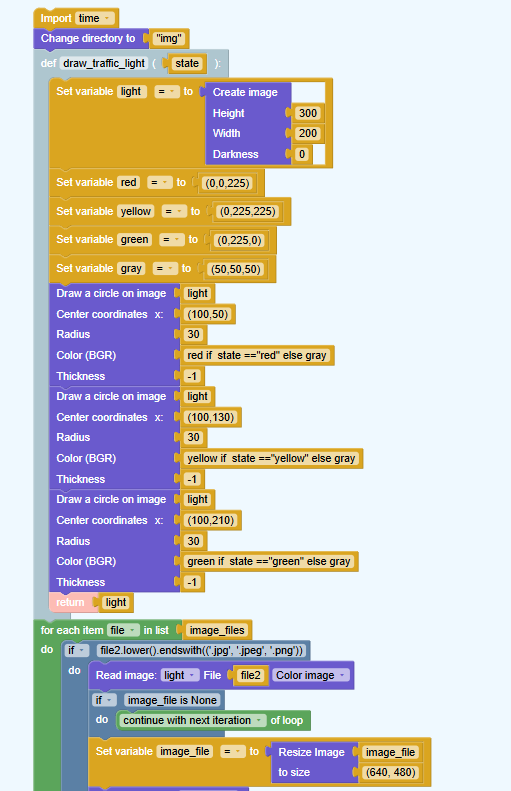 Import time
Change directory to "img"
def draw_traffic_light ( state ):
Set variable light = to Create image
Height 300
Width 200
Darkness 0
Set variable red = to (0,0,225)
Set variable yellow = to (0,225,225)
Set variable green = to (0,225,0)
Set variable gray = to (50,50,50)
Draw a circle on image light
Center coordinates x: (100,50)
Radius 30
Color (BGR) red if state =="red" else gray
Thickness -1
Draw a circle on image light
Center coordinates x: (100,130)
Radius 30
Color (BGR) yellow if state =="yellow" else gray
Thickness -1
Draw a circle on image light
Center coordinates x: (100,210)
Radius 30
Color (BGR) green if state =="green" else gray
Thickness -1
return light
for each item file in list image_files
do if file2.lower().endswith(('.jpg', '.jpeg', '.png'))
do Read image: light File file2 Color image
if image_file is None
do continue with next iteration of loop
Set variable image_file = to Resize Image image_file
to size (640, 480)